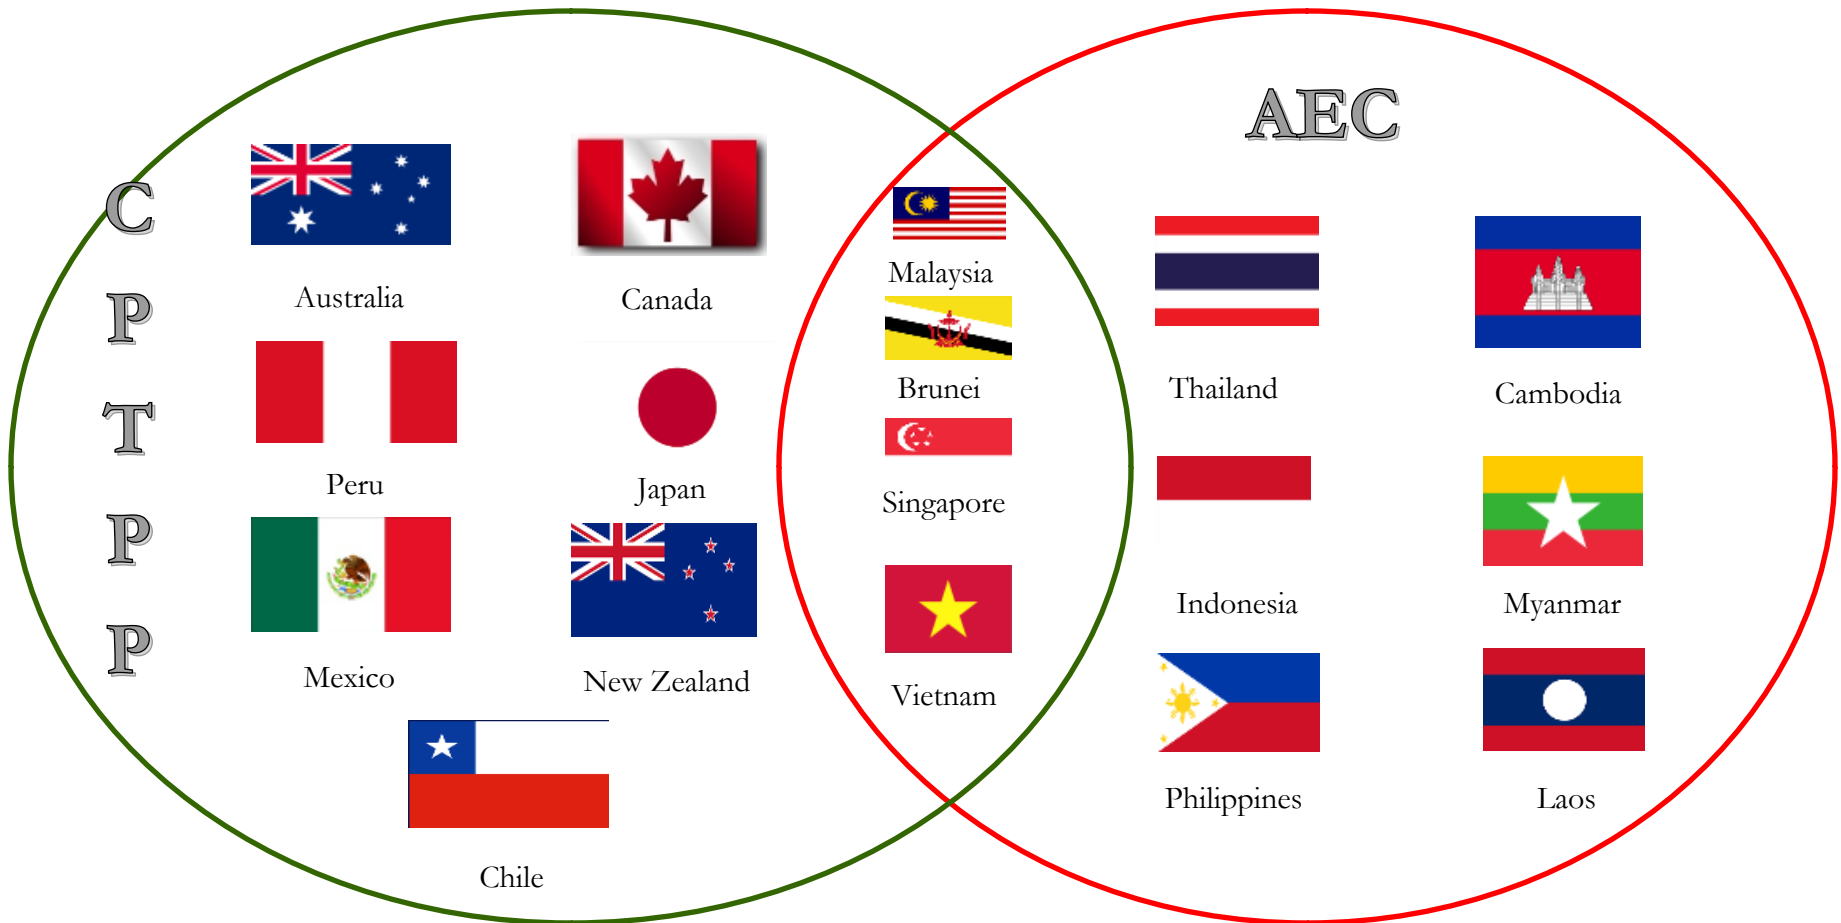 C
P
T
P
P
Australia
Canada
Peru
Japan
Mexico
New Zealand
Chile
Malaysia
Brunei
Singapore
Vietnam
AEC
Thailand
Cambodia
Indonesia
Myanmar
Philippines
Laos